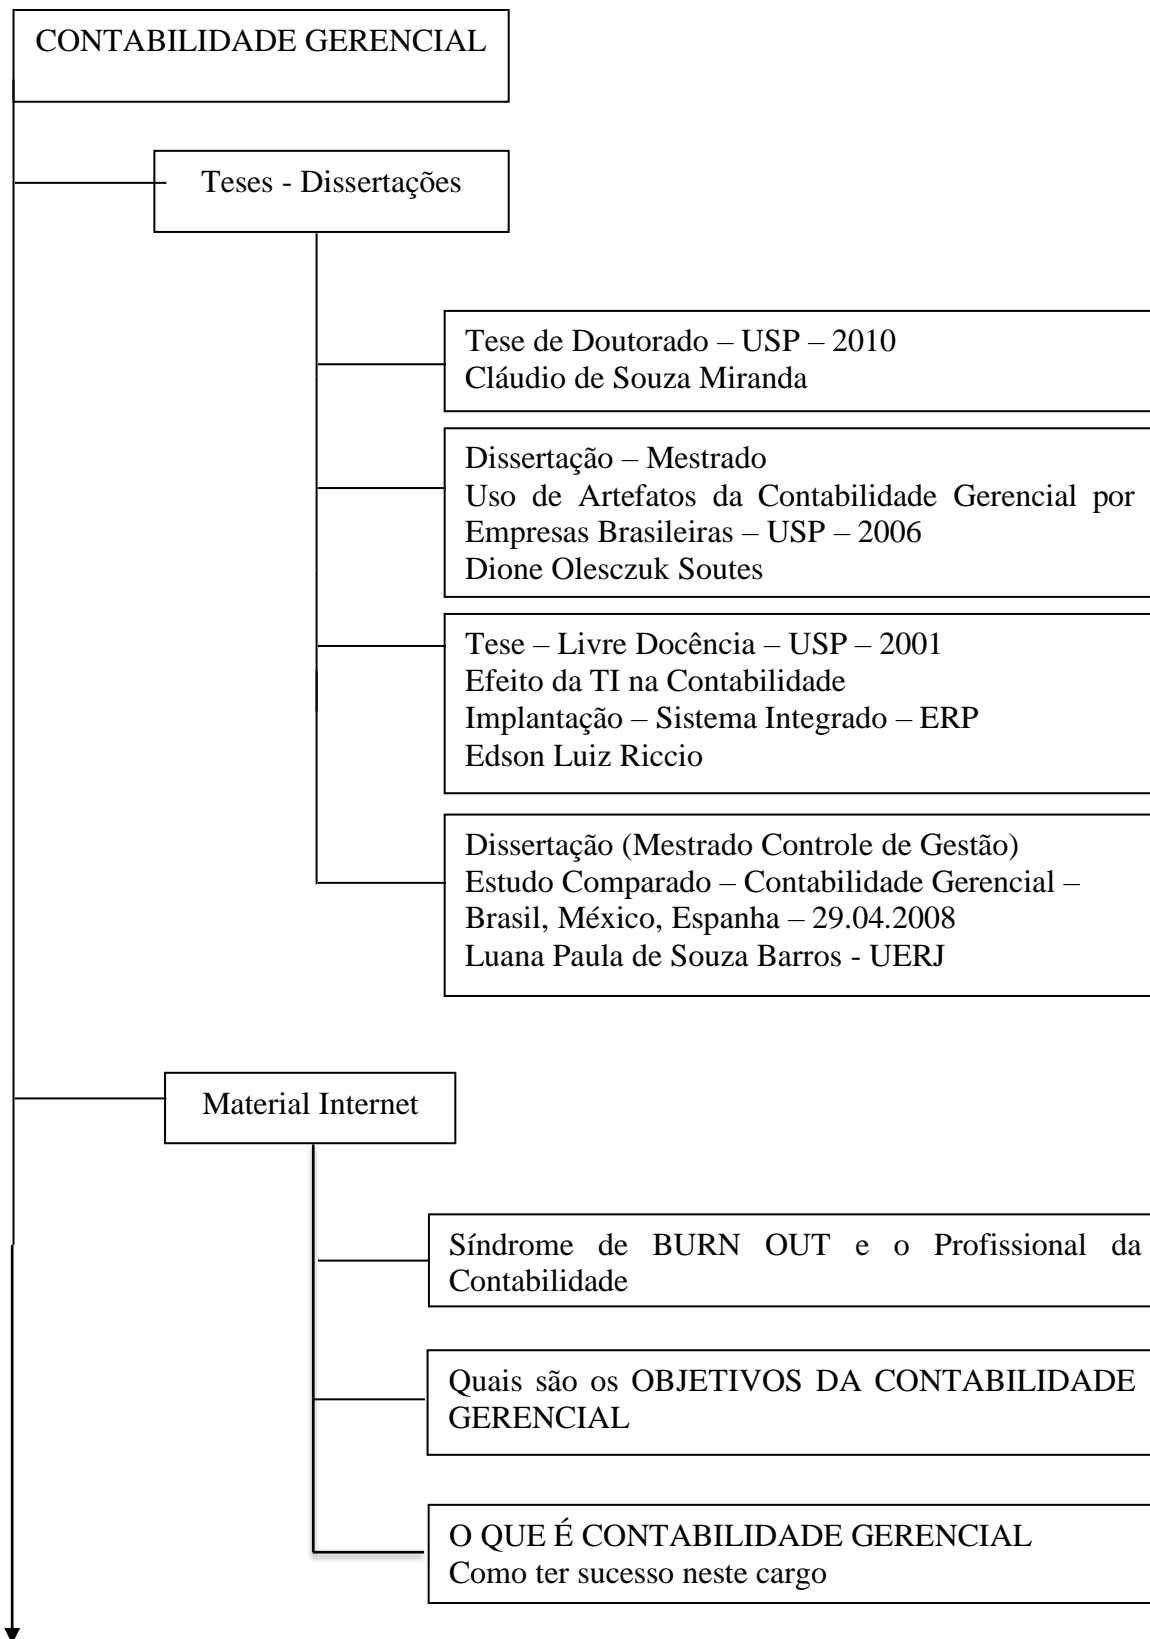 CONTABILIDADE GERENCIAL
Teses - Dissertações
Tese de Doutorado – USP – 2010
Cláudio de Souza Miranda
Dissertação – Mestrado
Uso de Artefatos da Contabilidade Gerencial por
Empresas Brasileiras – USP – 2006
Dione Olesczuk Soutes
Tese – Livre Docência – USP – 2001
Efeito da TI na Contabilidade
Implantação – Sistema Integrado – ERP
Edson Luiz Riccio
Dissertação (Mestrado Controle de Gestão)
Estudo Comparado – Contabilidade Gerencial –
Brasil, México, Espanha – 29.04.2008
Luana Paula de Souza Barros - UERJ
Material Internet
Síndrome de BURN OUT e o Profissional da
Contabilidade
Quais são os OBJETIVOS DA CONTABILIDADE
GERENCIAL
O QUE É CONTABILIDADE GERENCIAL
Como ter sucesso neste cargo